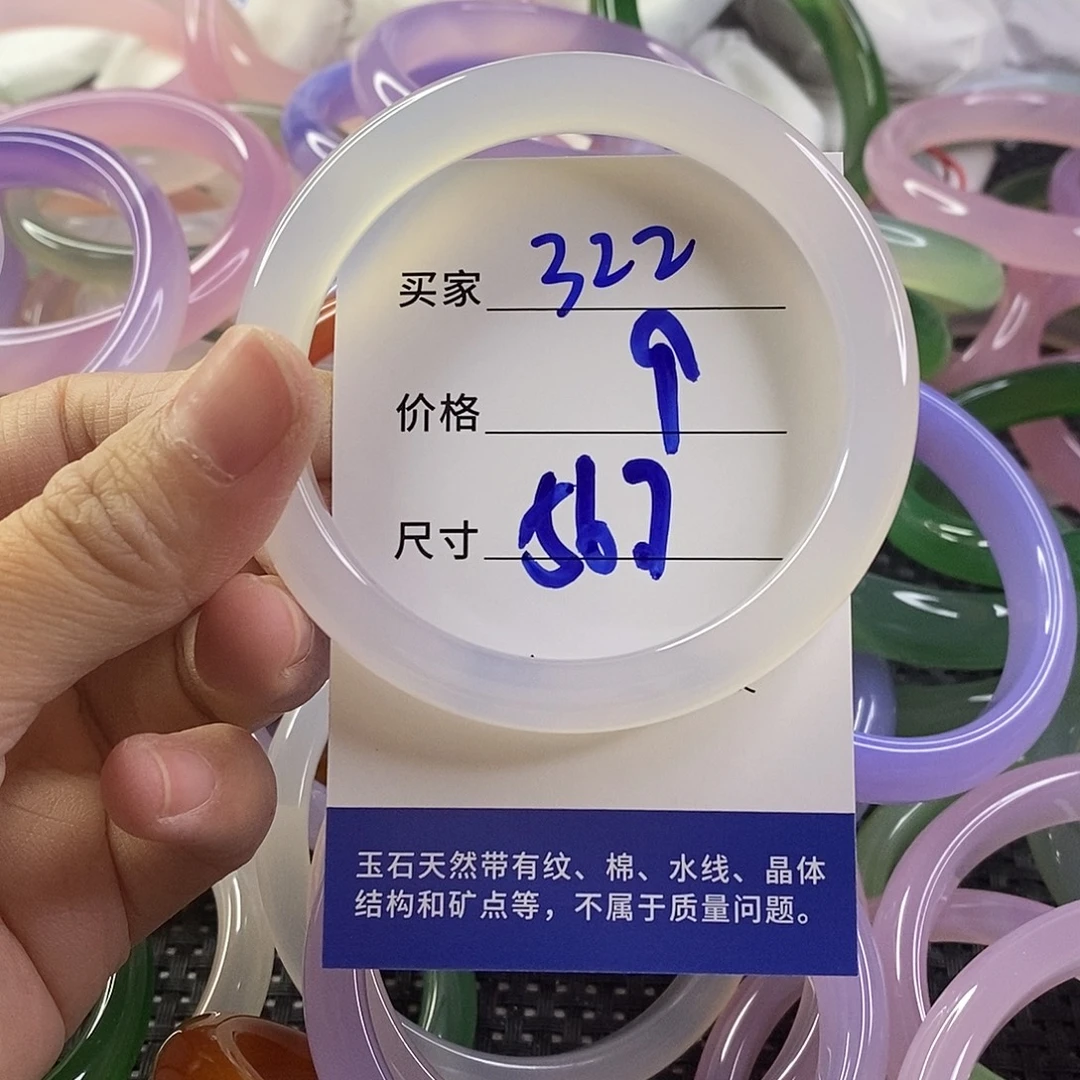 买家 322
价格 9
尺寸 56.2
玉石天然带有纹、棉、水线、晶体
结构和矿点等，不属于质量问题。